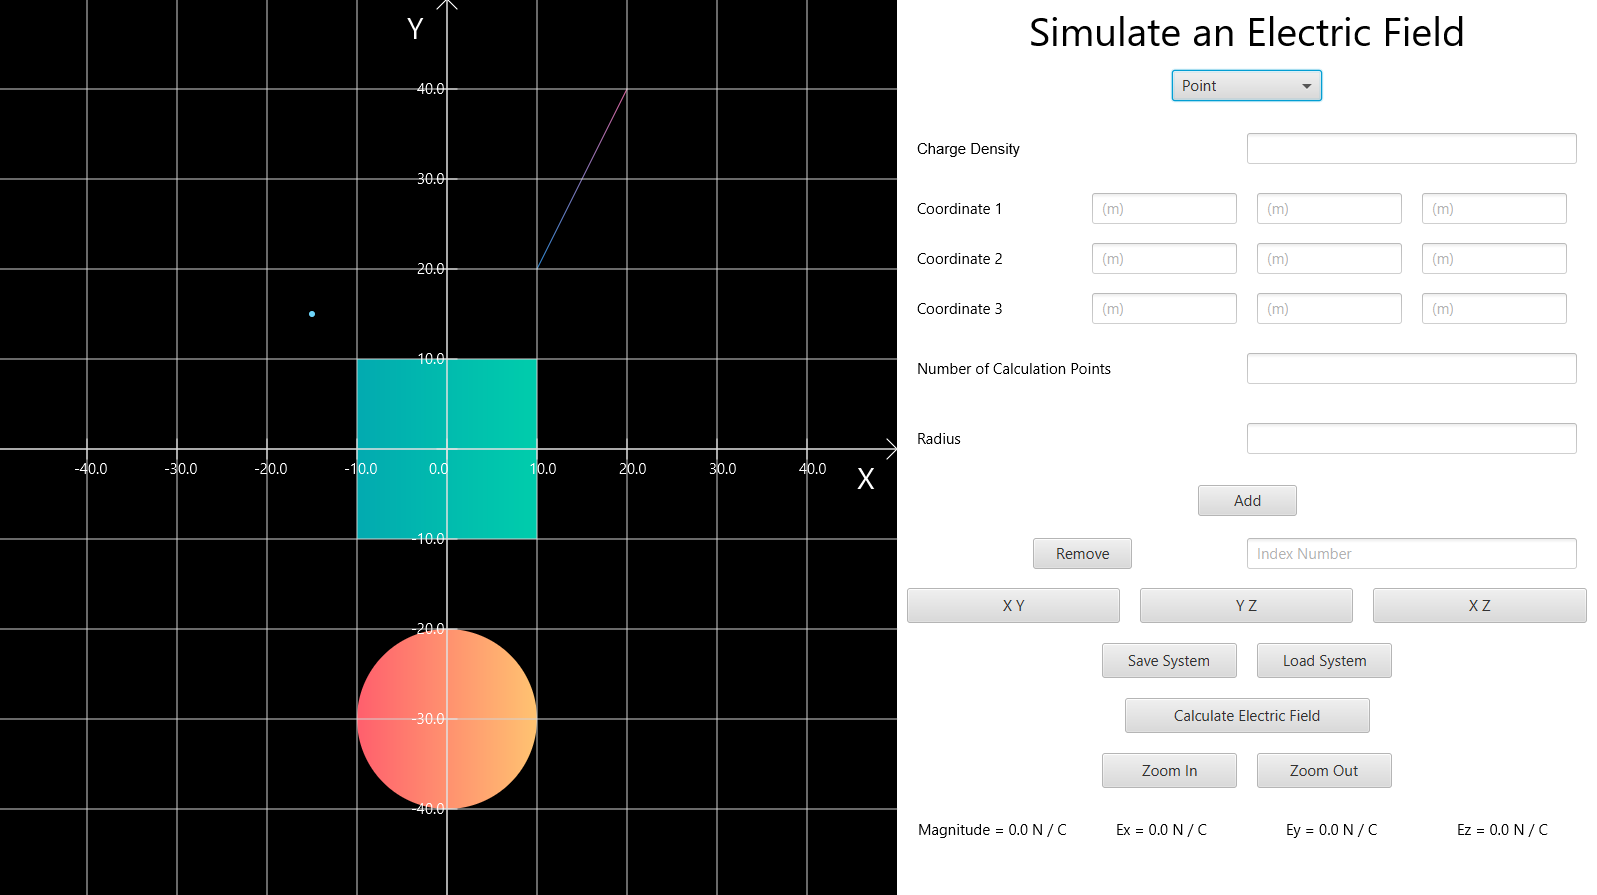 Y
40.0
30.0
20.0
10.0
-40.0 -30.0 -20.0 -10.0 0.0 10.0 20.0 30.0 40.0
X
-10.0
-20.0
-30.0
-40.0
Simulate an Electric Field
Point
Charge Density
Coordinate 1 (m) (m) (m)
Coordinate 2 (m) (m) (m)
Coordinate 3 (m) (m) (m)
Number of Calculation Points
Radius
Add
Remove Index Number
X Y Y Z X Z
Save System Load System
Calculate Electric Field
Zoom In Zoom Out
Magnitude = 0.0 N / C Ex = 0.0 N / C Ey = 0.0 N / C Ez = 0.0 N / C